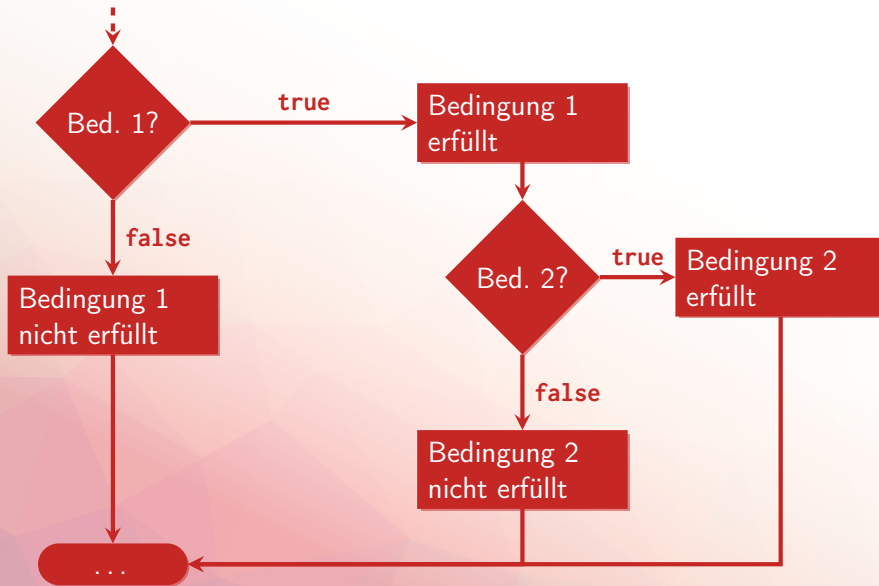 Bed. 1?
true
Bedingung 1
erfüllt
false
Bedingung 1
nicht erfüllt
Bed. 2?
true
Bedingung 2
erfüllt
false
Bedingung 2
nicht erfüllt
...